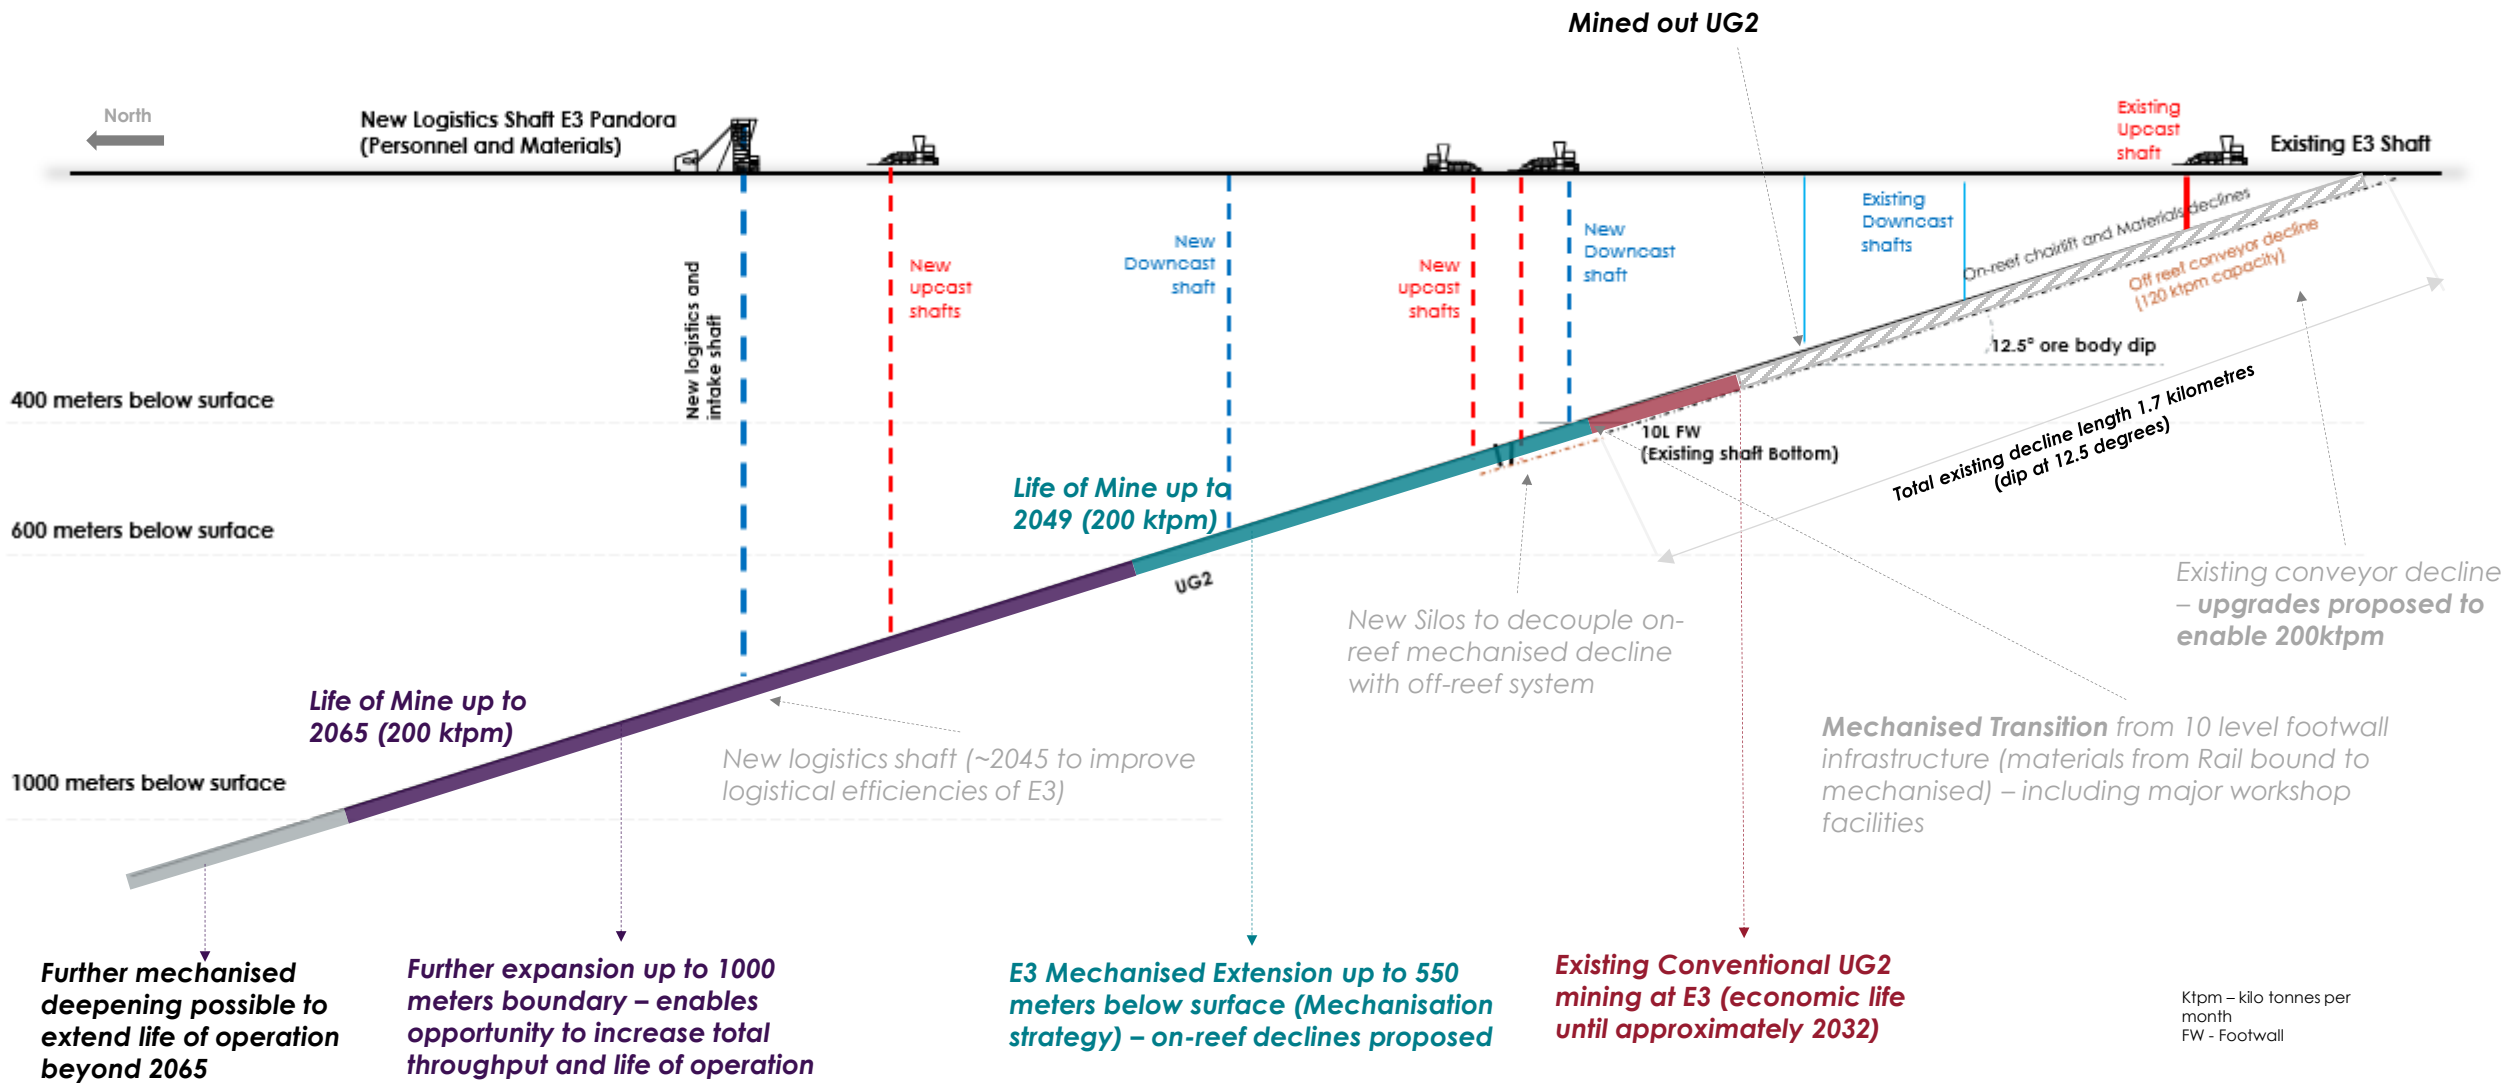 Mined out UG2
North
New Logistics Shaft E3 Pandora
(Personnel and Materials)
Existing
Upcast
shaft
Existing E3 Shaft
New logistics and
intake shaft
New
upcast
shafts
New
Downcast
shaft
New
upcast
shafts
New
Downcast
shaft
Existing
Downcast
shafts
On-reef chairlift and Materials declines
Off reef conveyor decline
(120 ktpm capacity)
12.5° ore body dip
Total existing decline length 1.7 kilometres
(dip at 12.5 degrees)
400 meters below surface
10L FW
(Existing shaft Bottom)
Life of Mine up to
2049 (200 ktpm)
600 meters below surface
UG2
New Silos to decouple on-
reef mechanised decline
with off-reef system
Existing conveyor decline
– upgrades proposed to
enable 200ktpm
Life of Mine up to
2065 (200 ktpm)
New logistics shaft (~2045 to improve
logistical efficiencies of E3)
Mechanised Transition from 10 level footwall
infrastructure (materials from Rail bound to
mechanised) – including major workshop
facilities
1000 meters below surface
Further mechanised
deepening possible to
extend life of operation
beyond 2065
Further expansion up to 1000
meters boundary – enables
opportunity to increase total
throughput and life of operation
E3 Mechanised Extension up to 550
meters below surface (Mechanisation
strategy) – on-reef declines proposed
Existing Conventional UG2
mining at E3 (economic life
until approximately 2032)
Ktpm – kilo tonnes per
month
FW - Footwall